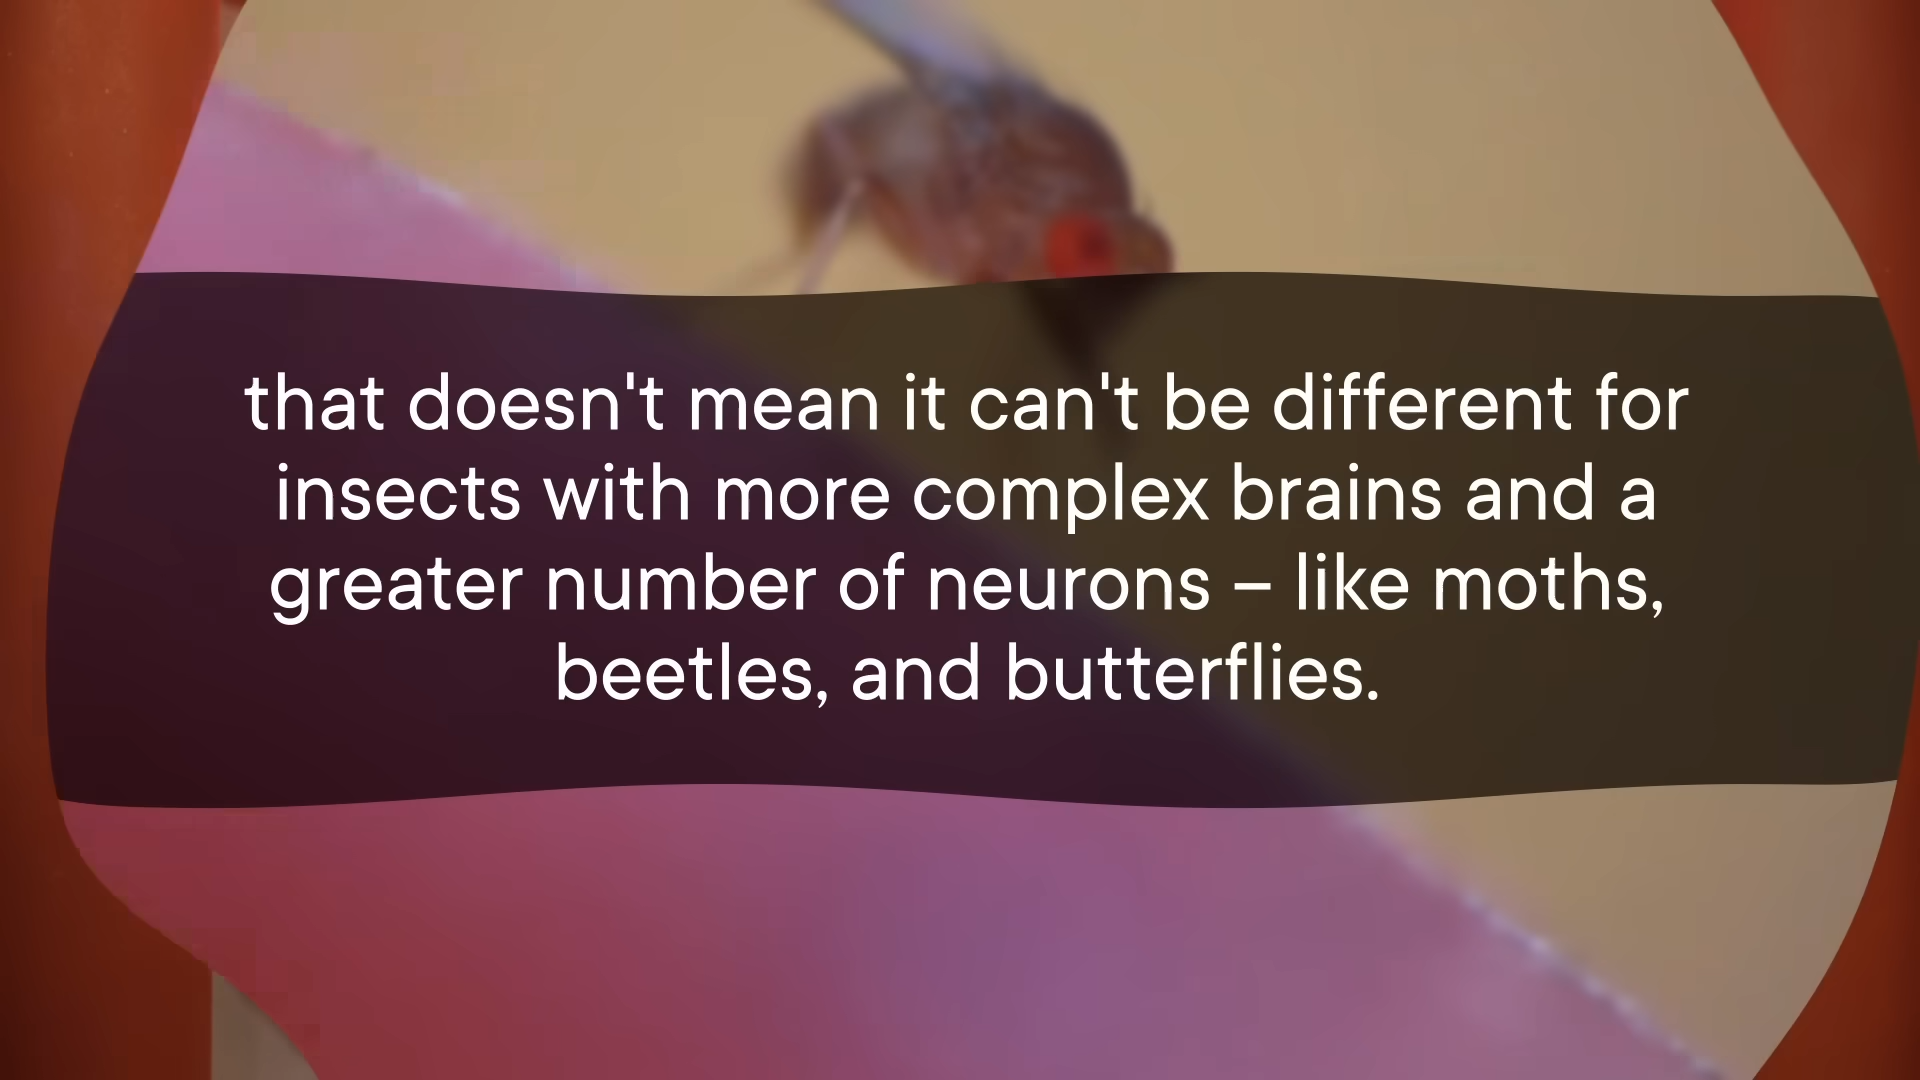 that doesn't mean it can't be different for
insects with more complex brains and a
greater number of neurons – like moths,
beetles, and butterflies.